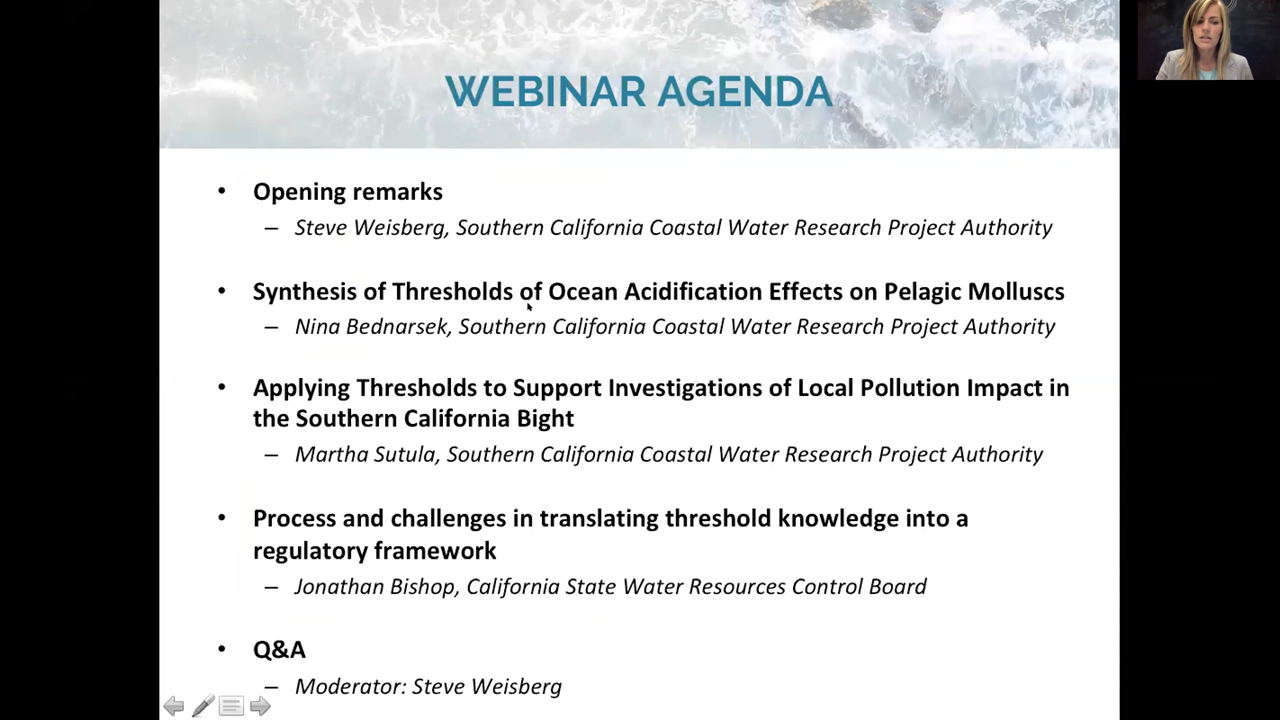 WEBINAR AGENDA
• Opening remarks
– Steve Weisberg, Southern California Coastal Water Research Project Authority
• Synthesis of Thresholds of Ocean Acidification Effects on Pelagic Molluscs
– Nina Bednarsek, Southern California Coastal Water Research Project Authority
• Applying Thresholds to Support Investigations of Local Pollution Impact in
the Southern California Bight
– Martha Sutula, Southern California Coastal Water Research Project Authority
• Process and challenges in translating threshold knowledge into a
regulatory framework
– Jonathan Bishop, California State Water Resources Control Board
• Q&A
– Moderator: Steve Weisberg